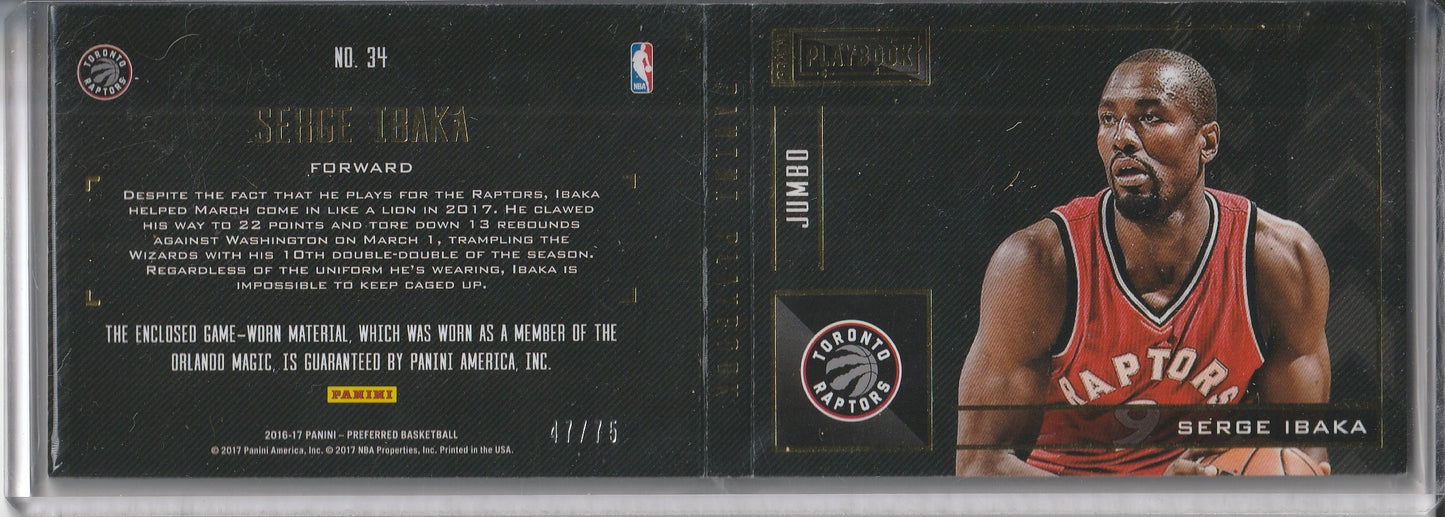 TORONTO
RAPTORS
NO. 34
NBA
SERGE IBAKA
FORWARD
DESPITE THE FACT THAT HE PLAYS FOR THE RAPTORS, IBAKA
HELPED MARCH COME IN LIKE A LION IN 2017. HE CLAWED
HIS WAY TO 22 POINTS AND TORE DOWN 13 REBOUNDS
AGAINST WASHINGTON ON MARCH 1, TRAMPLING THE
WIZARDS WITH HIS 10TH DOUBLE-DOUBLE OF THE SEASON.
REGARDLESS OF THE UNIFORM HE'S WEARING, IBAKA IS
IMPOSSIBLE TO KEEP CAGED UP.
THE ENCLOSED GAME-WORN MATERIAL, WHICH WAS WORN AS A MEMBER OF THE
ORLANDO MAGIC, IS GUARANTEED BY PANINI AMERICA, INC.
PANINI
2016-17 PANINI – PREFERRED BASKETBALL
© 2017 Panini America, Inc. © 2017 NBA Properties, Inc. Printed in the USA.
47/75
PANINI PLAYBOOK
PANINI
PLAYBOOK
JUMBO
TORONTO
RAPTORS
RAPTORS
9
SERGE IBAKA